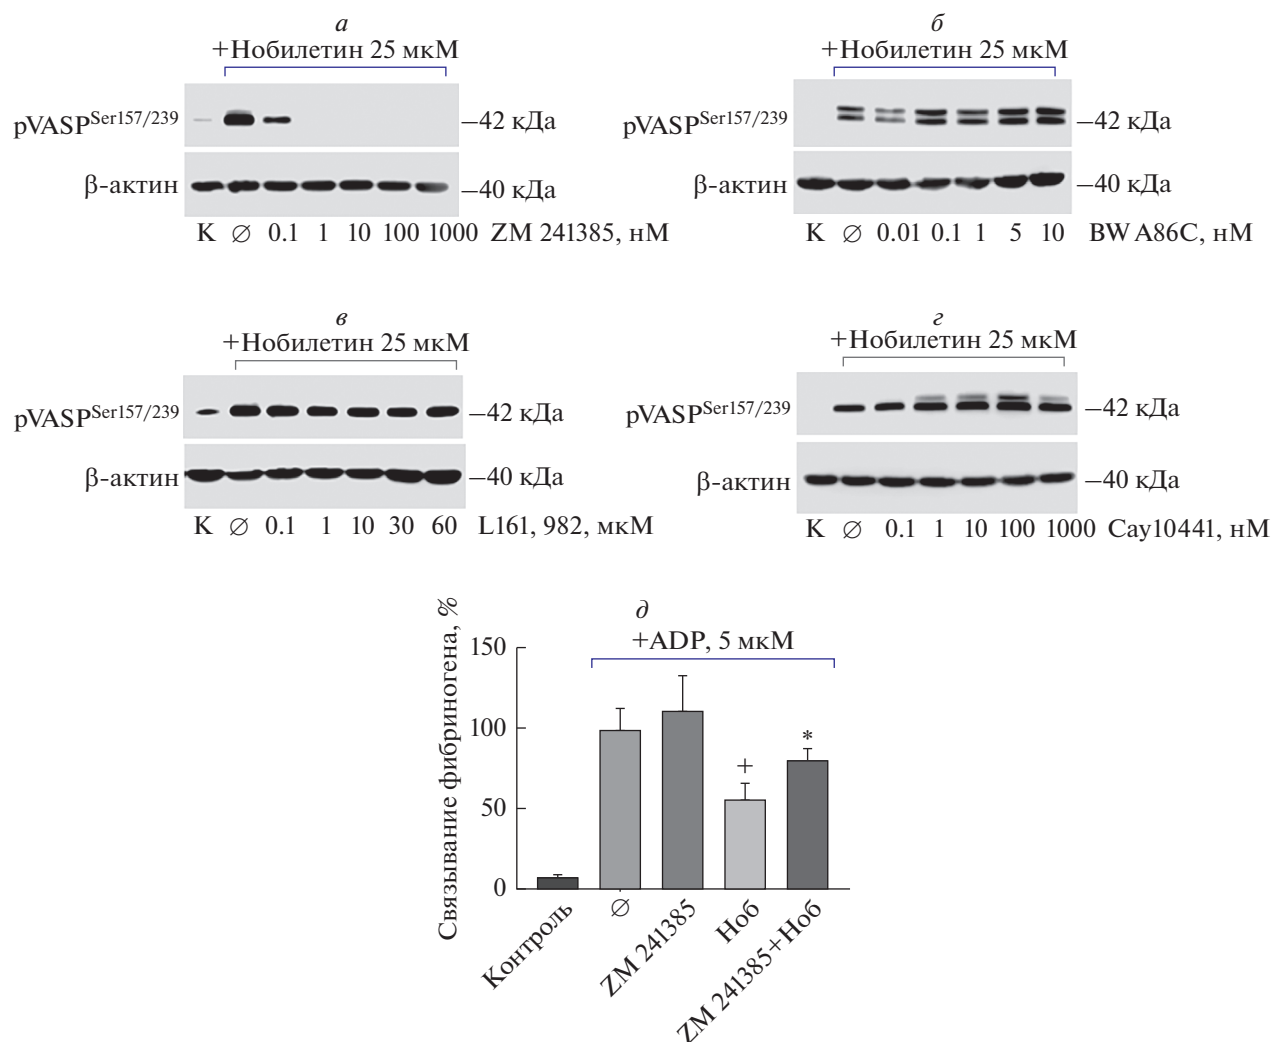 а
+Нобилетин 25 мкМ
pVASPSer157/239
–42 кДа
β-актин
–40 кДа
К ∅ 0.1 1 10 100 1000 ZM 241385, нМ
б
+Нобилетин 25 мкМ
pVASPSer157/239
–42 кДа
β-актин
–40 кДа
К ∅ 0.01 0.1 1 5 10 BW A86C, нМ
в
+Нобилетин 25 мкМ
pVASPSer157/239
–42 кДа
β-актин
–40 кДа
К ∅ 0.1 1 10 30 60 L161, 982, мкМ
г
+Нобилетин 25 мкМ
pVASPSer157/239
–42 кДа
β-актин
–40 кДа
К ∅ 0.1 1 10 100 1000 Cay10441, нМ
д
+ADP, 5 мкМ
Связывание фибриногена, %
150
100
50
0
+
*
Контроль
∅
ZM 241385
Ноб
ZM 241385+Ноб